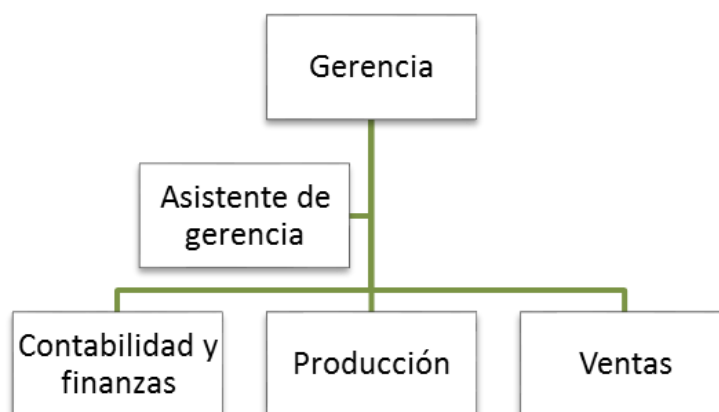 Gerencia
Asistente de
gerencia
Contabilidad y
finanzas
Producción
Ventas